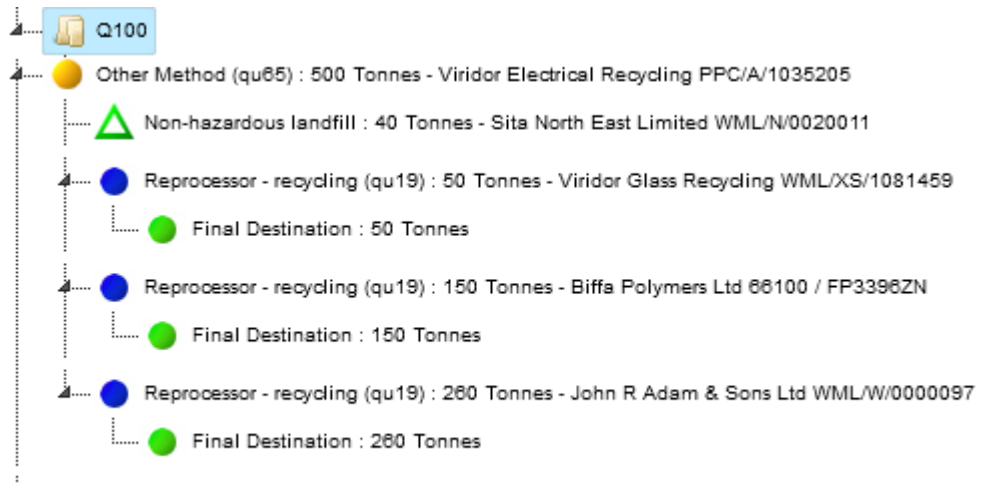 Q100
Other Method (qu65) : 500 Tonnes - Viridor Electrical Recycling PPC/A/1035205
Non-hazardous landfill : 40 Tonnes - Sita North East Limited WML/N/0020011
Reprocessor - recycling (qu19) : 50 Tonnes - Viridor Glass Recycling WML/XS/1081459
Final Destination : 50 Tonnes
Reprocessor - recycling (qu19) : 150 Tonnes - Biffa Polymers Ltd 66100 / FP3396ZN
Final Destination : 150 Tonnes
Reprocessor - recycling (qu19) : 260 Tonnes - John R Adam & Sons Ltd WML/W/0000097
Final Destination : 260 Tonnes